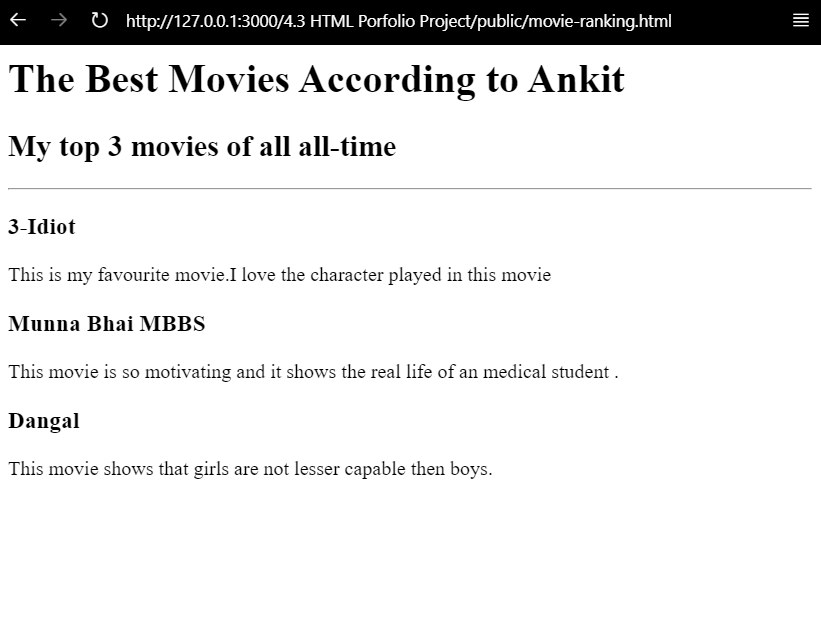 http://127.0.0.1:3000/4.3 HTML Porfolio Project/public/movie-ranking.html
The Best Movies According to Ankit
My top 3 movies of all all-time
3-Idiot
This is my favourite movie.I love the character played in this movie
Munna Bhai MBBS
This movie is so motivating and it shows the real life of an medical student .
Dangal
This movie shows that girls are not lesser capable then boys.